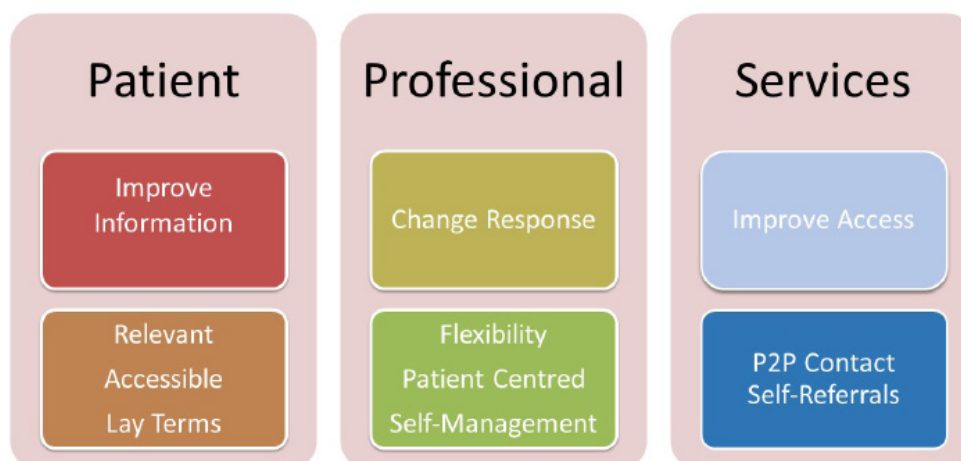 Patient
Improve
Information
Relevant
Accessible
Lay Terms
Professional
Change Response
Flexibility
Patient Centred
Self-Management
Services
Improve Access
P2P Contact
Self-Referrals